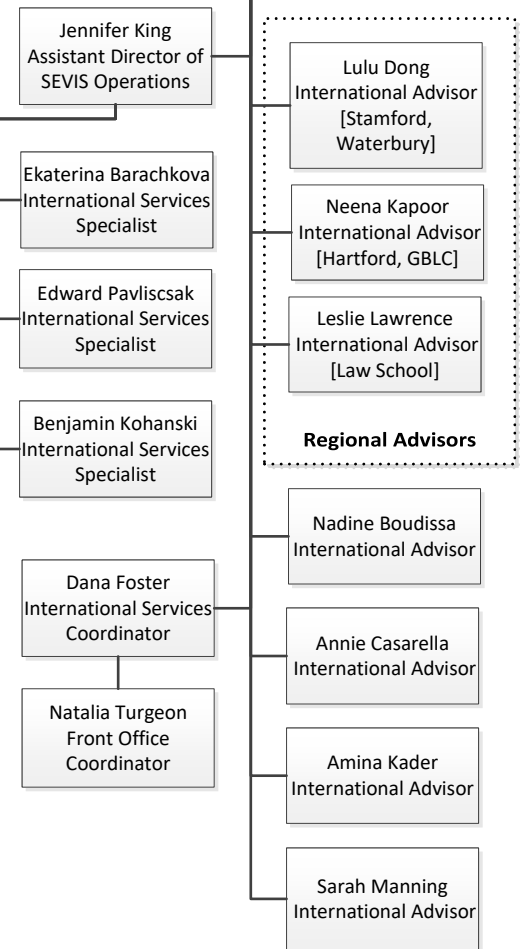 Jennifer King
Assistant Director of
SEVIS Operations
Ekaterina Barachkova
International Services
Specialist
Edward Pavliscsak
International Services
Specialist
Benjamin Kohanski
International Services
Specialist
Dana Foster
International Services
Coordinator
Natalia Turgeon
Front Office
Coordinator
Lulu Dong
International Advisor
[Stamford,
Waterbury]
Neena Kapoor
International Advisor
[Hartford, GBLC]
Leslie Lawrence
International Advisor
[Law School]
Regional Advisors
Nadine Boudissa
International Advisor
Annie Casarella
International Advisor
Amina Kader
International Advisor
Sarah Manning
International Advisor